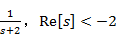 1/(s+2), Re[s] < −2